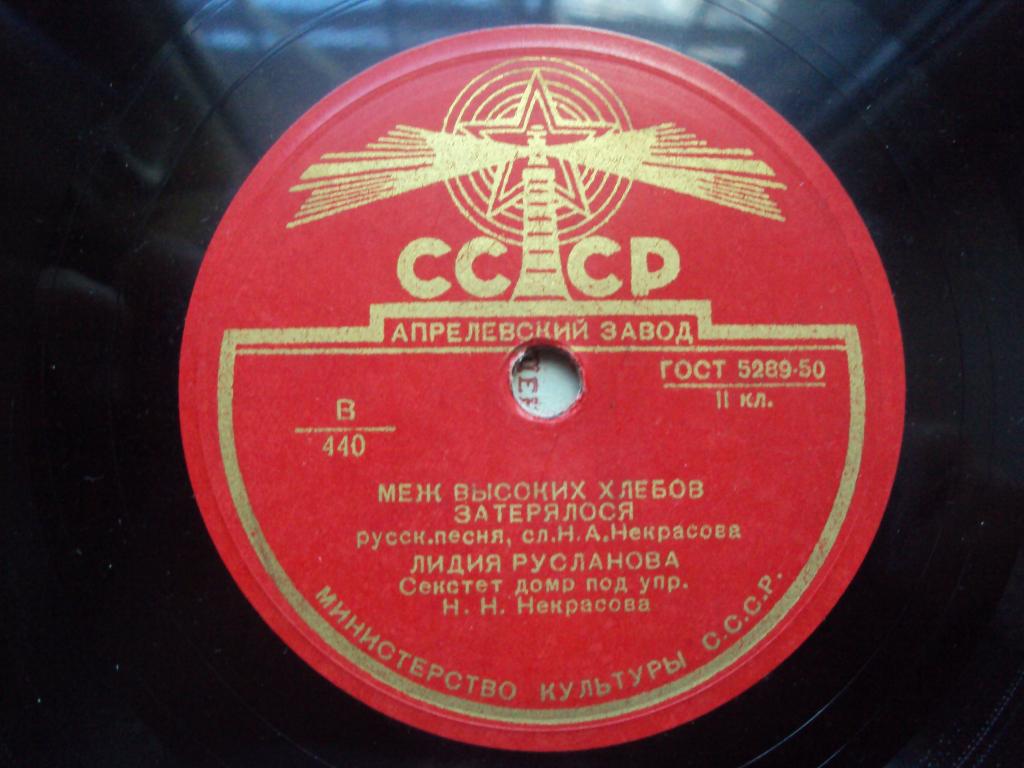 СССР
АПРЕЛЕВСКИЙ ЗАВОД
ГОСТ 5289-50
II кл.
В
440
МЕЖ ВЫСОКИХ ХЛЕБОВ
ЗАТЕРЯЛОСЯ
русск.песня, сл.Н.А.Некрасова
ЛИДИЯ РУСЛАНОВА
Секстет домр под упр.
Н. Н. Некрасова
МИНИСТЕРСТВО КУЛЬТУРЫ С.С.С.Р.